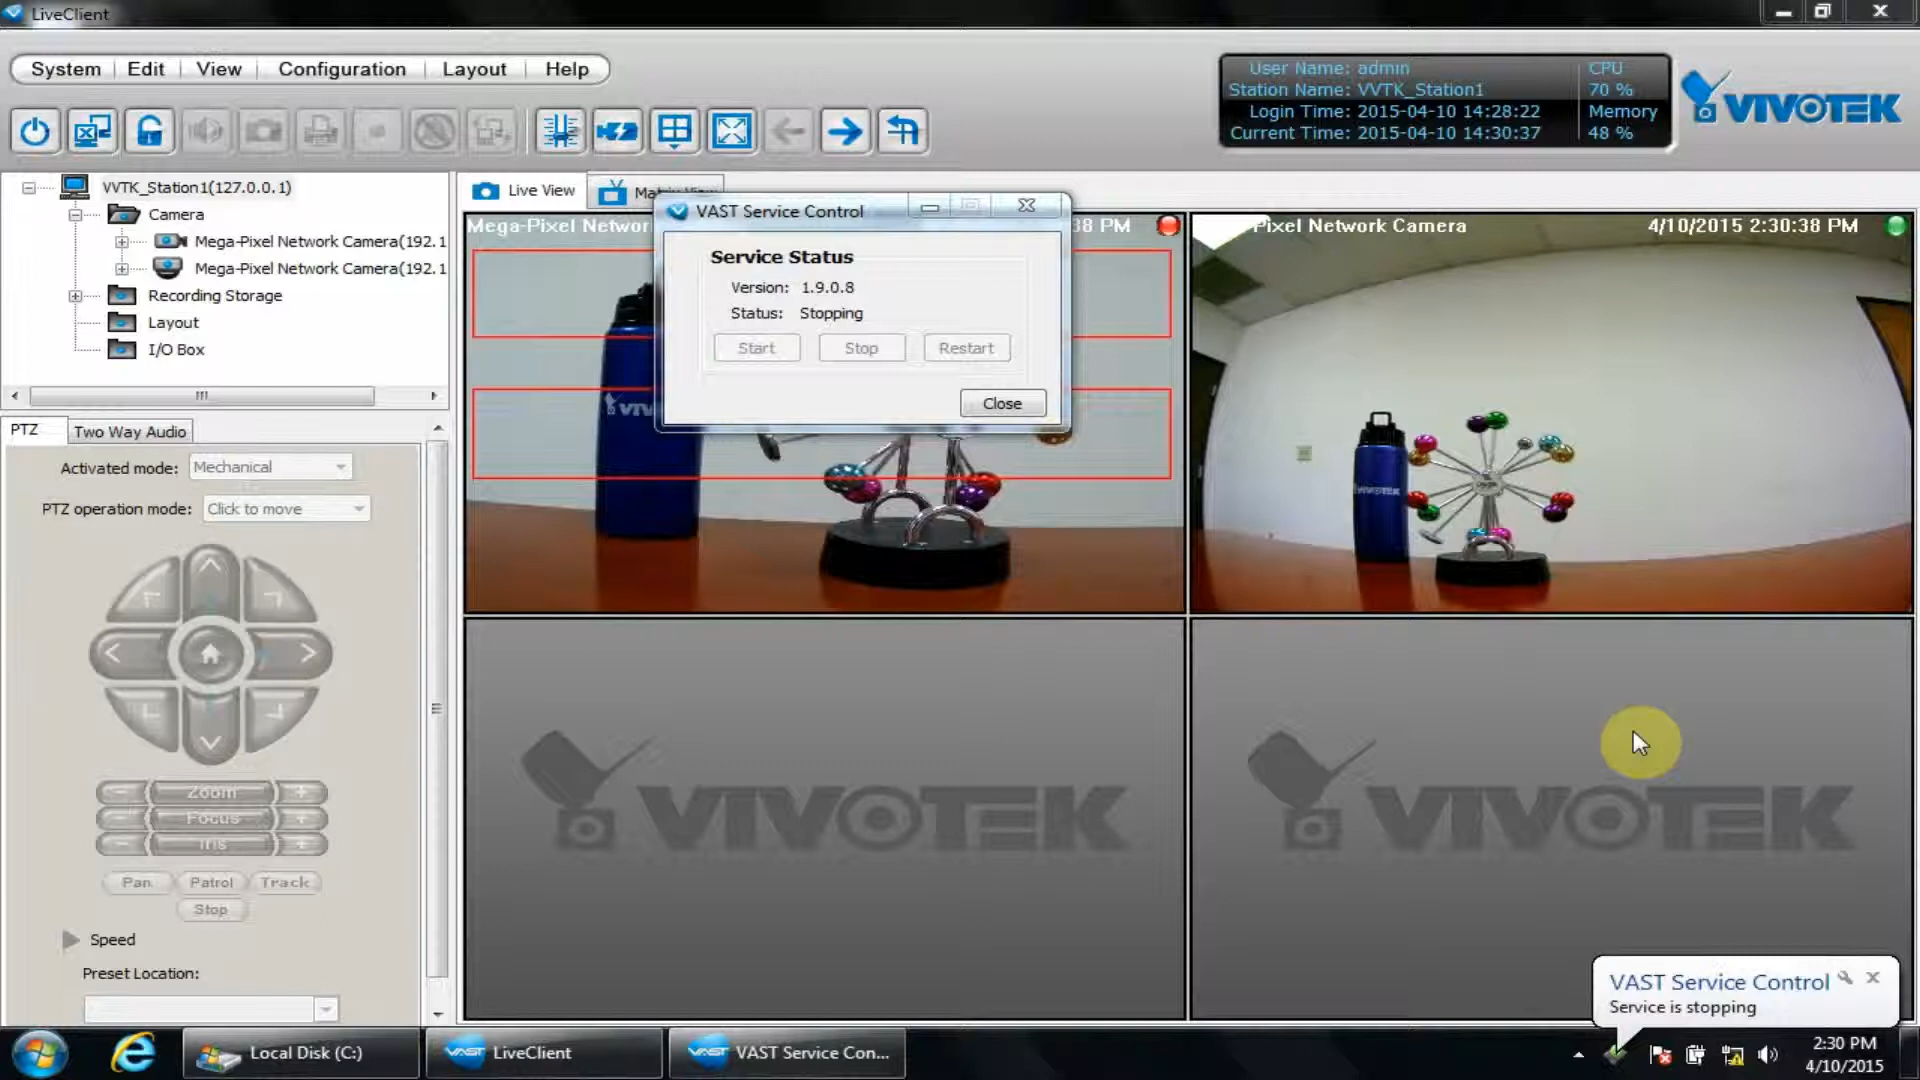 LiveClient
System Edit View Configuration Layout Help
User Name: admin
Station Name: VVTK_Station1
Login Time: 2015-04-10 14:28:22
Current Time: 2015-04-10 14:30:37
CPU
70 %
Memory
48 %
VIVOTEK
VVTK_Station1(127.0.0.1)
Camera
Mega-Pixel Network Camera(192.1
Mega-Pixel Network Camera(192.1
Recording Storage
Layout
I/O Box
PTZ
Two Way Audio
Activated mode: Mechanical
PTZ operation mode: Click to move
Zoom
Focus
Iris
Pan Patrol Track
Stop
Speed
Preset Location:
Live View
VAST Service Control
Service Status
Version: 1.9.0.8
Status: Stopping
Start Stop Restart
Close
Mega-Pixel Networ
38 PM
Pixel Network Camera
4/10/2015 2:30:38 PM
VIVOTEK
VIVOTEK
VIVOTEK
VAST Service Control
Service is stopping
Local Disk (C:)
VAST
LiveClient
VAST
VAST Service Con...
2:30 PM
4/10/2015